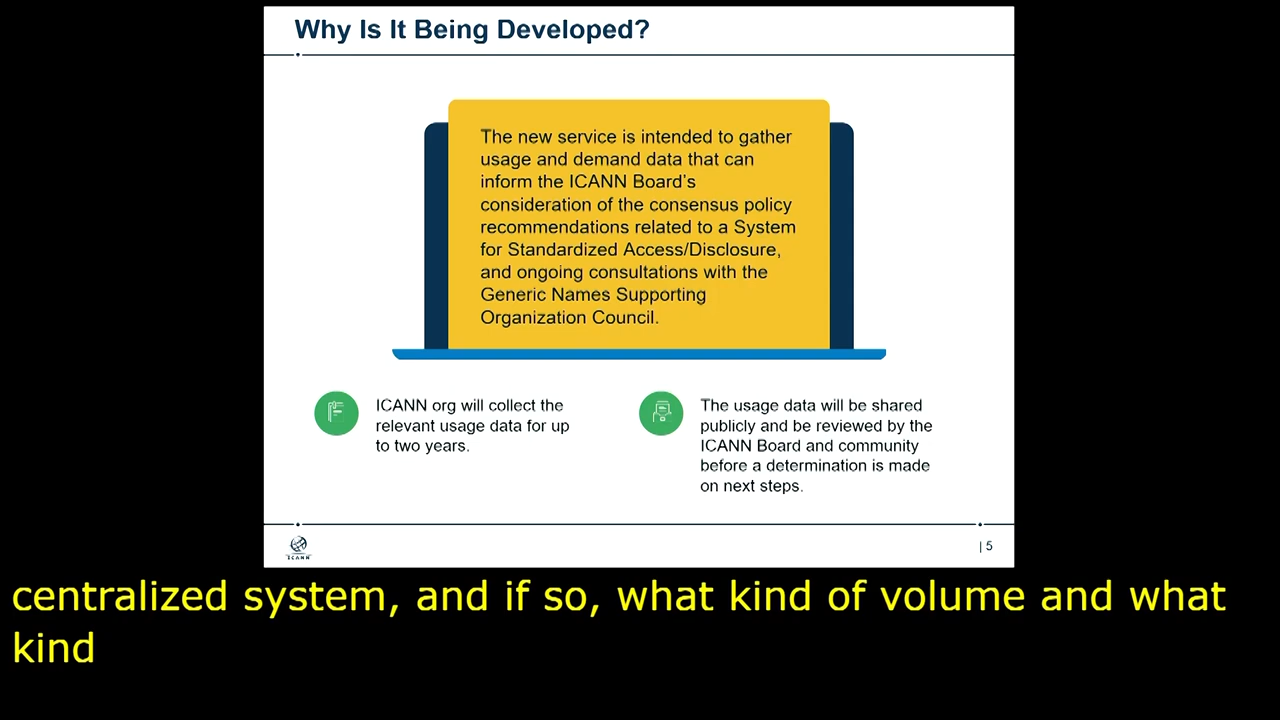 Why Is It Being Developed?
The new service is intended to gather
usage and demand data that can
inform the ICANN Board's
consideration of the consensus policy
recommendations related to a System
for Standardized Access/Disclosure,
and ongoing consultations with the
Generic Names Supporting
Organization Council.
ICANN org will collect the
relevant usage data for up
to two years.
The usage data will be shared
publicly and be reviewed by the
ICANN Board and community
before a determination is made
on next steps.
ICANN
| 5
centralized system, and if so, what kind of volume and what
kind